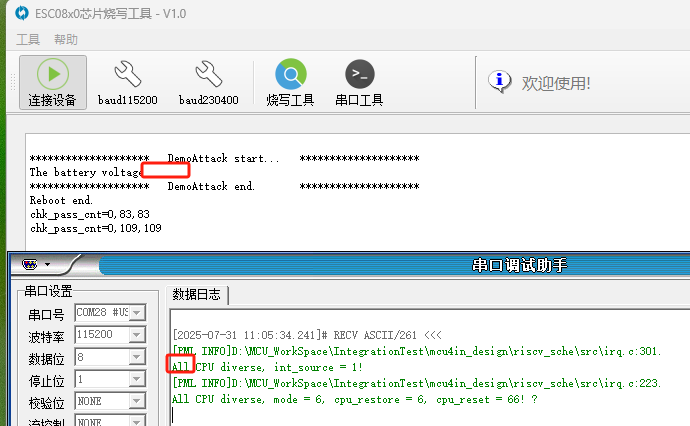 ESC08x0芯片烧写工具 - V1.0
工具 帮助
连接设备 baud115200 baud230400 烧写工具 串口工具 欢迎使用!
******************** DemoAttack start... ********************
The battery voltage
******************** DemoAttack end. ********************
Reboot end.
chk_pass_cnt=0,83,83
chk_pass_cnt=0,109,109
串口调试助手
串口设置
串口号 COM28 #US
波特率 115200
数据位 8
停止位 1
校验位 NONE
流控制 NONE
数据日志
[2025-07-31 11:05:34.241]# RECV ASCII/261 <<<
[PML INFO]D:\MCU_WorkSpace\IntegrationTest\mcu4in_design\riscv_sche\src\irq.c:301.
All CPU diverse, int_source = 1!
[PML INFO]D:\MCU_WorkSpace\IntegrationTest\mcu4in_design\riscv_sche\src\irq.c:223.
All CPU diverse, mode = 6, cpu_restore = 6, cpu_reset = 66! ?